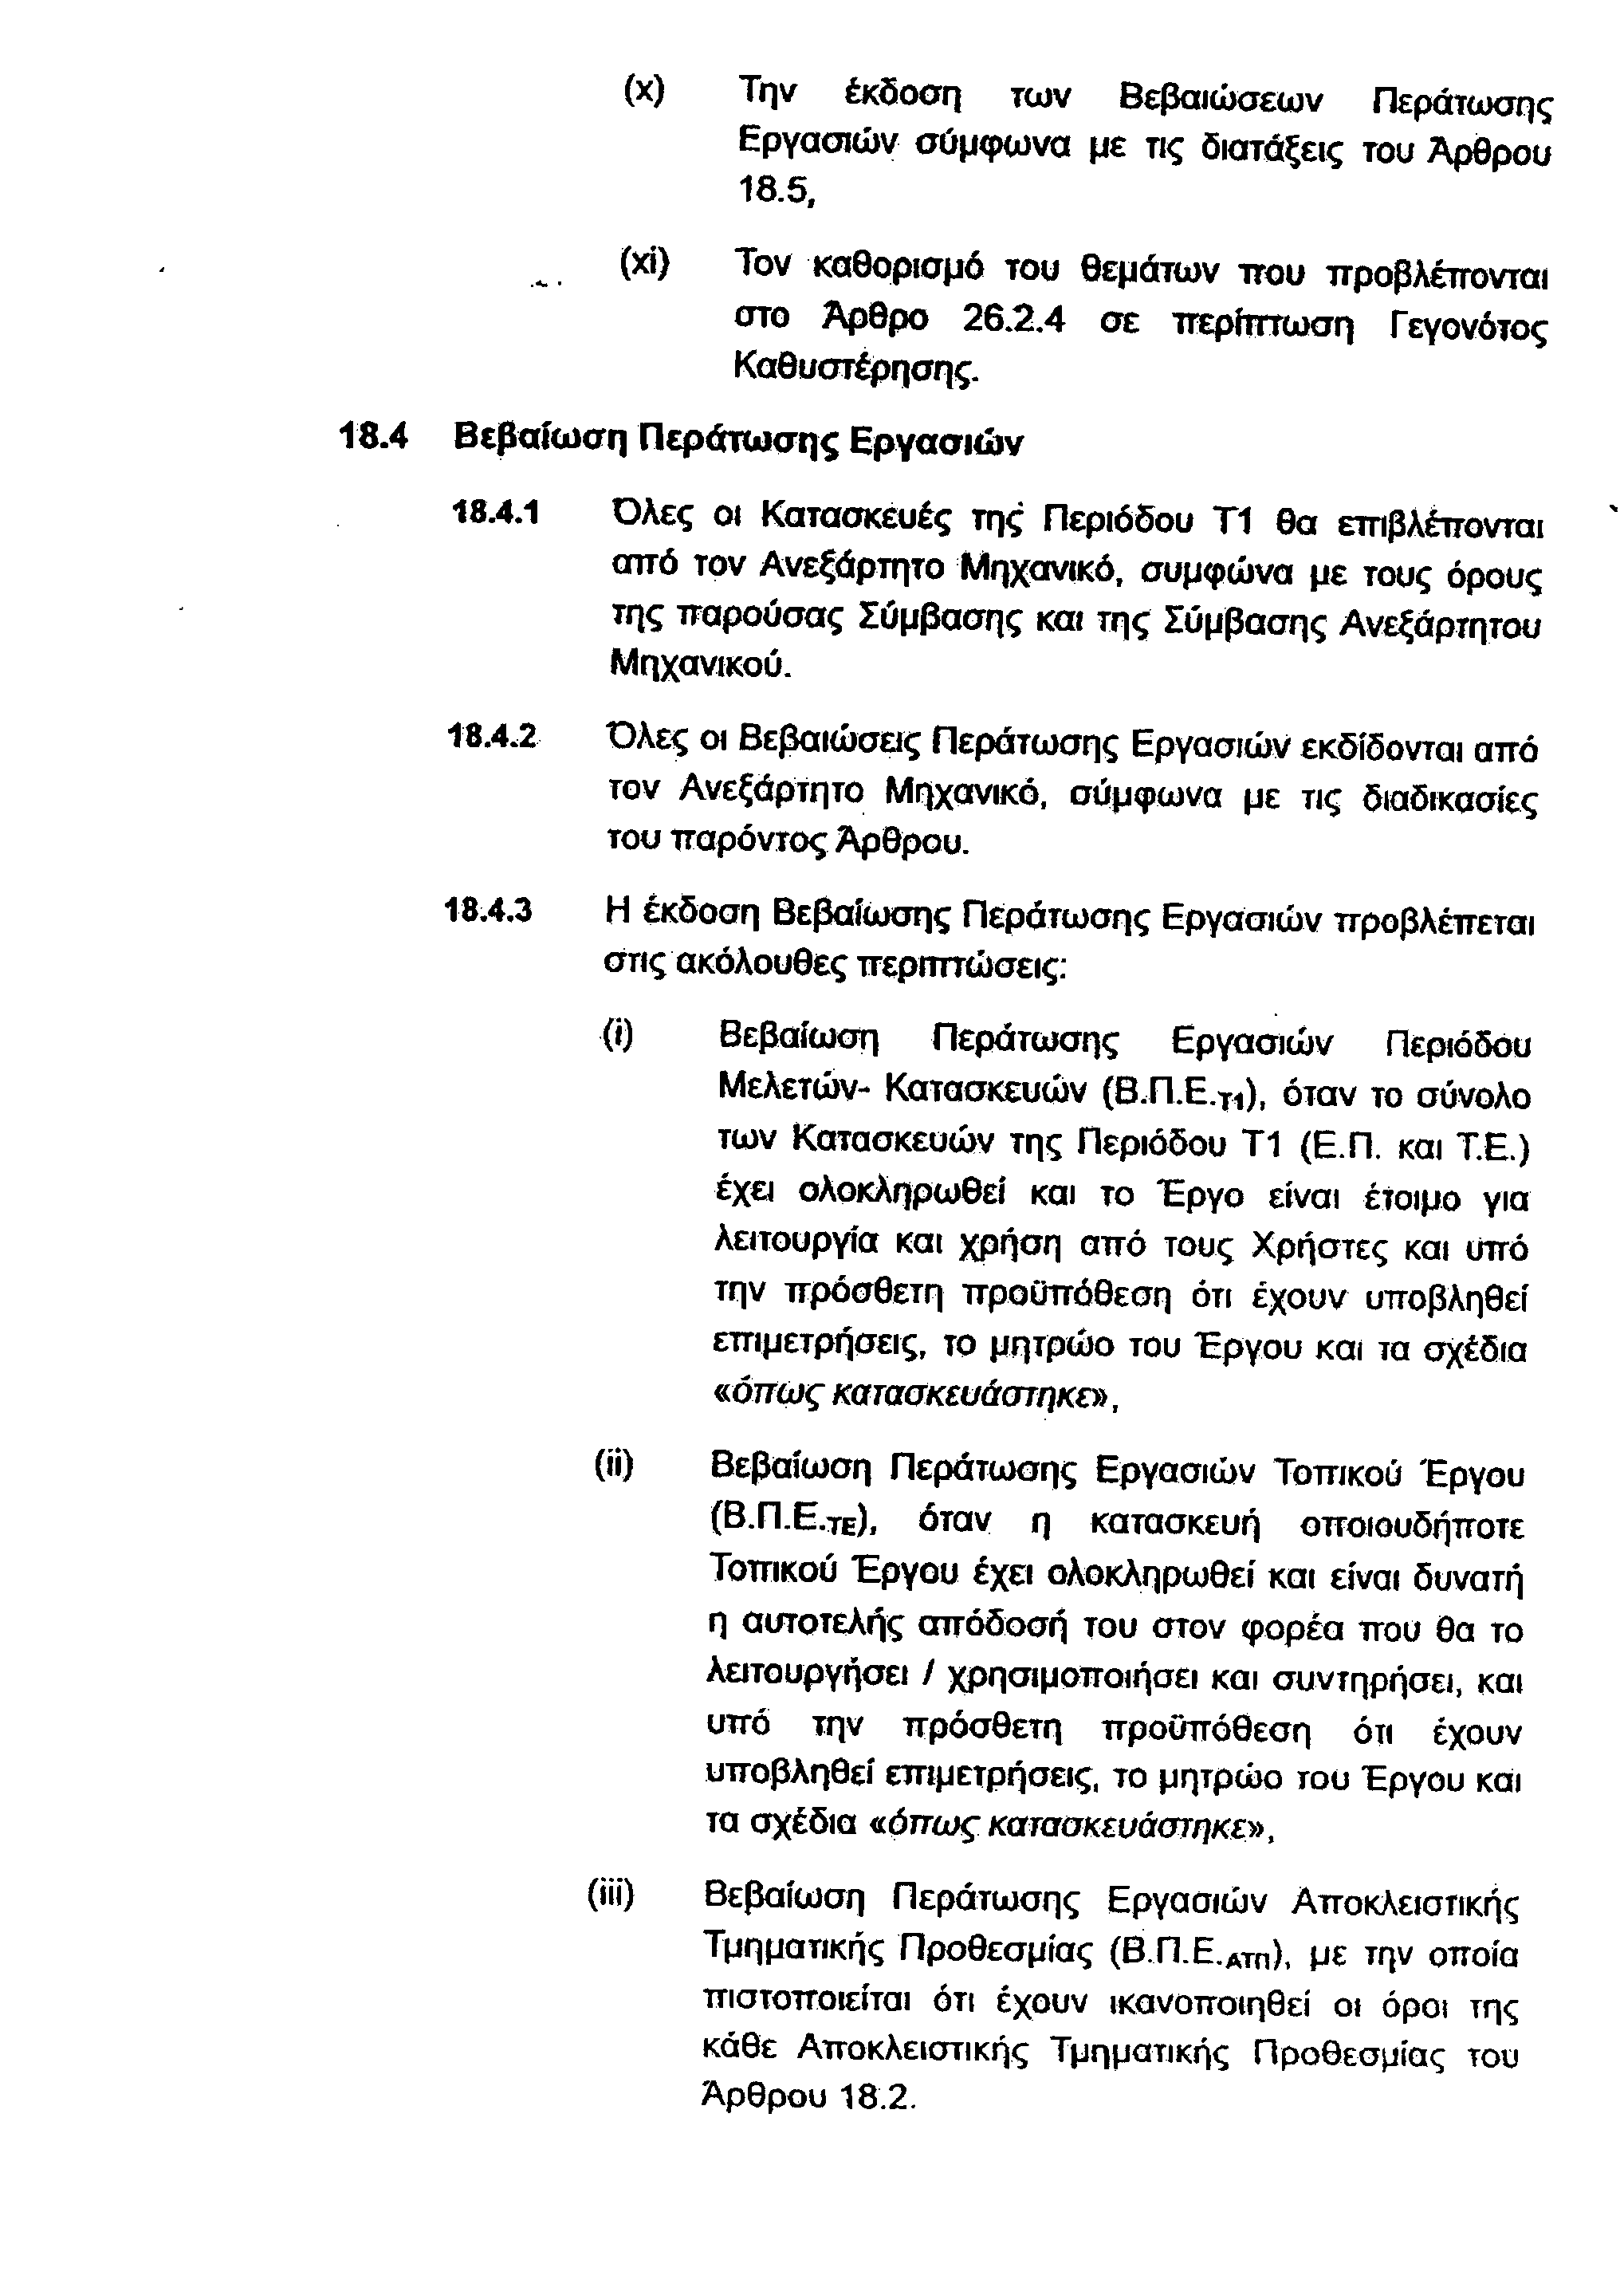 (x) Την έκδοση των Βεβαιώσεων Περάτωσης
Εργασιών σύμφωνα με τις διατάξεις του Άρθρου
18.5,
(xi) Τον καθορισμό του θεμάτων που προβλέπονται
στο Άρθρο 26.2.4 σε περίπτωση Γεγονότος
Καθυστέρησης.
18.4 Βεβαίωση Περάτωσης Εργασιών
18.4.1 Όλες οι Κατασκευές της Περιόδου Τ1 θα επιβλέπονται
από τον Ανεξάρτητο Μηχανικό, συμφώνα με τους όρους
της παρούσας Σύμβασης και της Σύμβασης Ανεξάρτητου
Μηχανικού.
18.4.2 Όλες οι Βεβαιώσεις Περάτωσης Εργασιών εκδίδονται από
τον Ανεξάρτητο Μηχανικό, σύμφωνα με τις διαδικασίες
του παρόντος Άρθρου.
18.4.3 Η έκδοση Βεβαίωσης Περάτωσης Εργασιών προβλέπεται
στις ακόλουθες περιπτώσεις:
(i) Βεβαίωση Περάτωσης Εργασιών Περιόδου
Μελετών- Κατασκευών (Β.Π.Ε.Τ1), όταν το σύνολο
των Κατασκευών της Περιόδου Τ1 (Ε.Π. και Τ.Ε.)
έχει ολοκληρωθεί και το Έργο είναι έτοιμο για
λειτουργία και χρήση από τους Χρήστες και υπό
την πρόσθετη προϋπόθεση ότι έχουν υποβληθεί
επιμετρήσεις, το μητρώο του Έργου και τα σχέδια
«όπως κατασκευάστηκε»,
(ii) Βεβαίωση Περάτωσης Εργασιών Τοπικού Έργου
(Β.Π.Ε.ΤΕ), όταν η κατασκευή οποιουδήποτε
Τοπικού Έργου έχει ολοκληρωθεί και είναι δυνατή
η αυτοτελής απόδοσή του στον φορέα που θα το
λειτουργήσει / χρησιμοποιήσει και συντηρήσει, και
υπό την πρόσθετη προϋπόθεση ότι έχουν
υποβληθεί επιμετρήσεις, το μητρώο του Έργου και
τα σχέδια «όπως κατασκευάστηκε»,
(iii) Βεβαίωση Περάτωσης Εργασιών Αποκλειστικής
Τμηματικής Προθεσμίας (Β.Π.Ε.ΑΤΠ), με την οποία
πιστοποιείται ότι έχουν ικανοποιηθεί οι όροι της
κάθε Αποκλειστικής Τμηματικής Προθεσμίας του
Άρθρου 18.2.